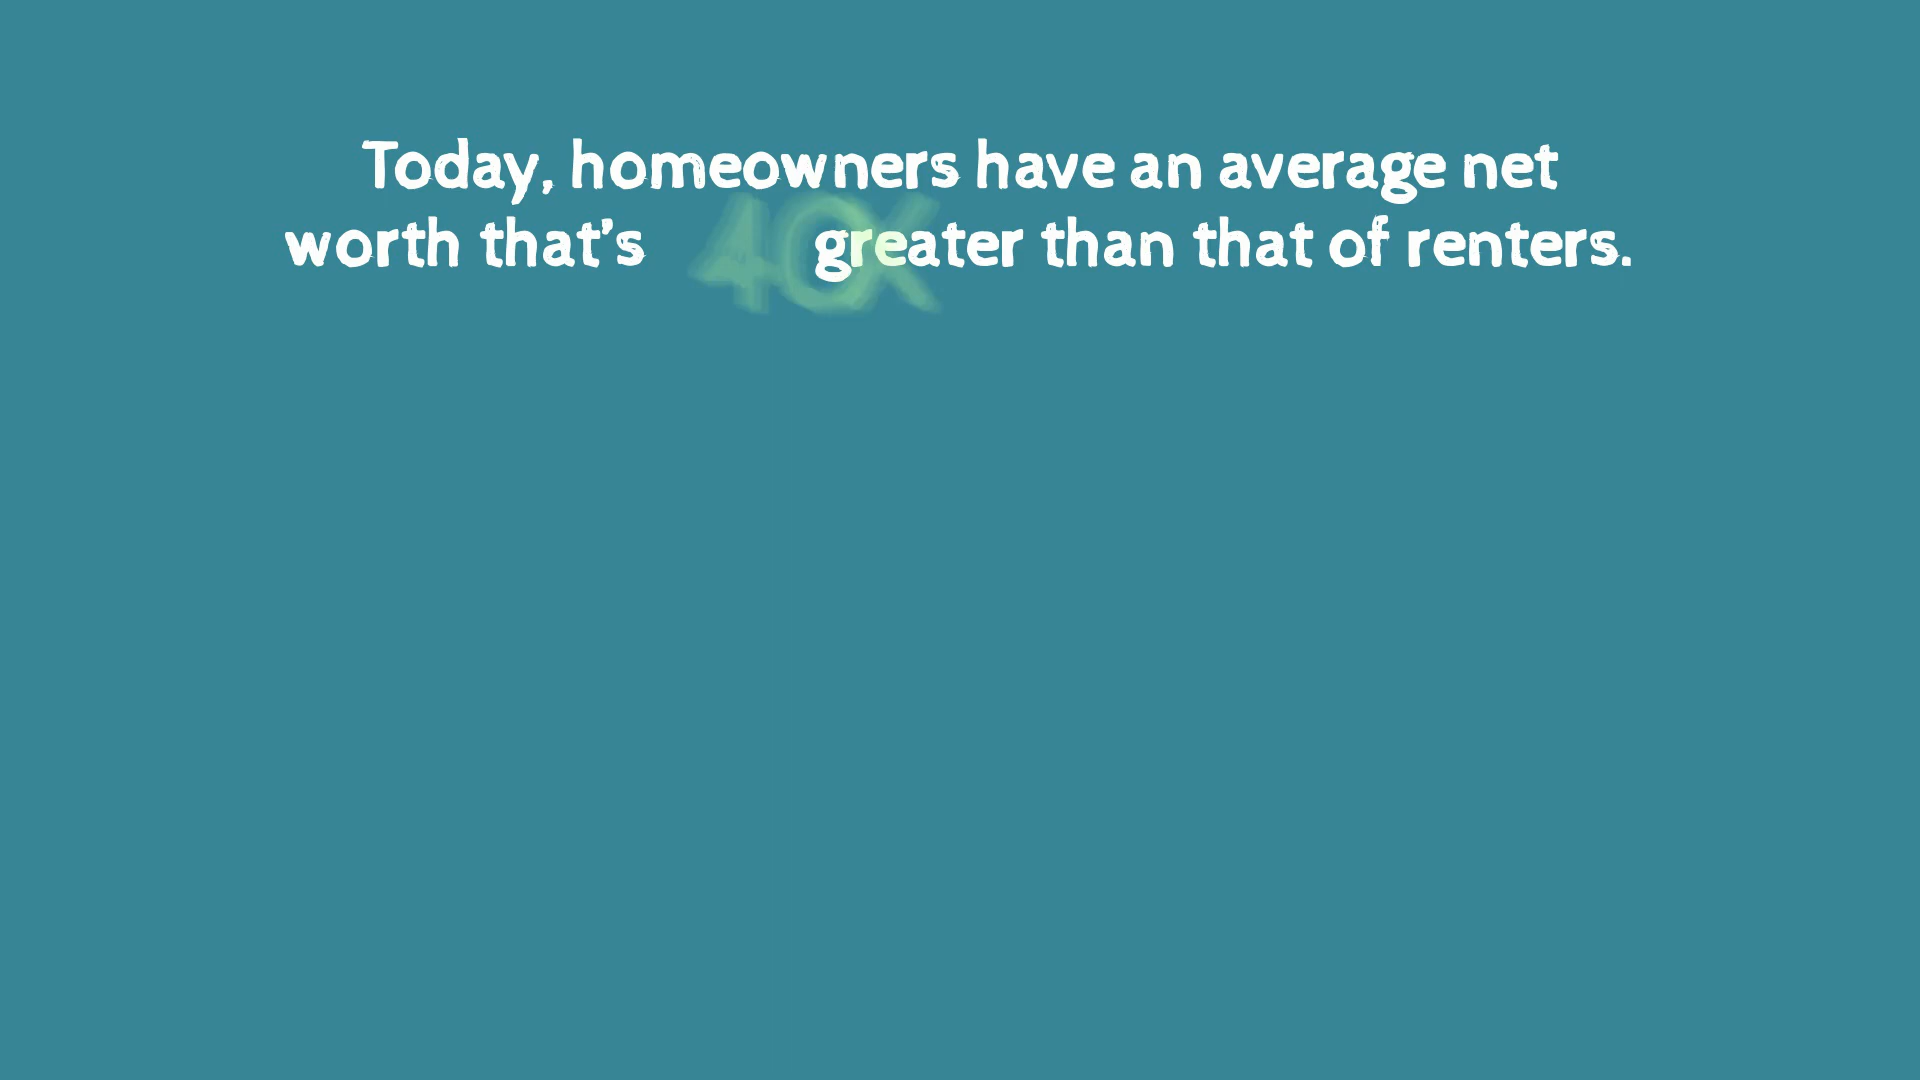 Today, homeowners have an average net
worth that's 40X greater than that of renters.